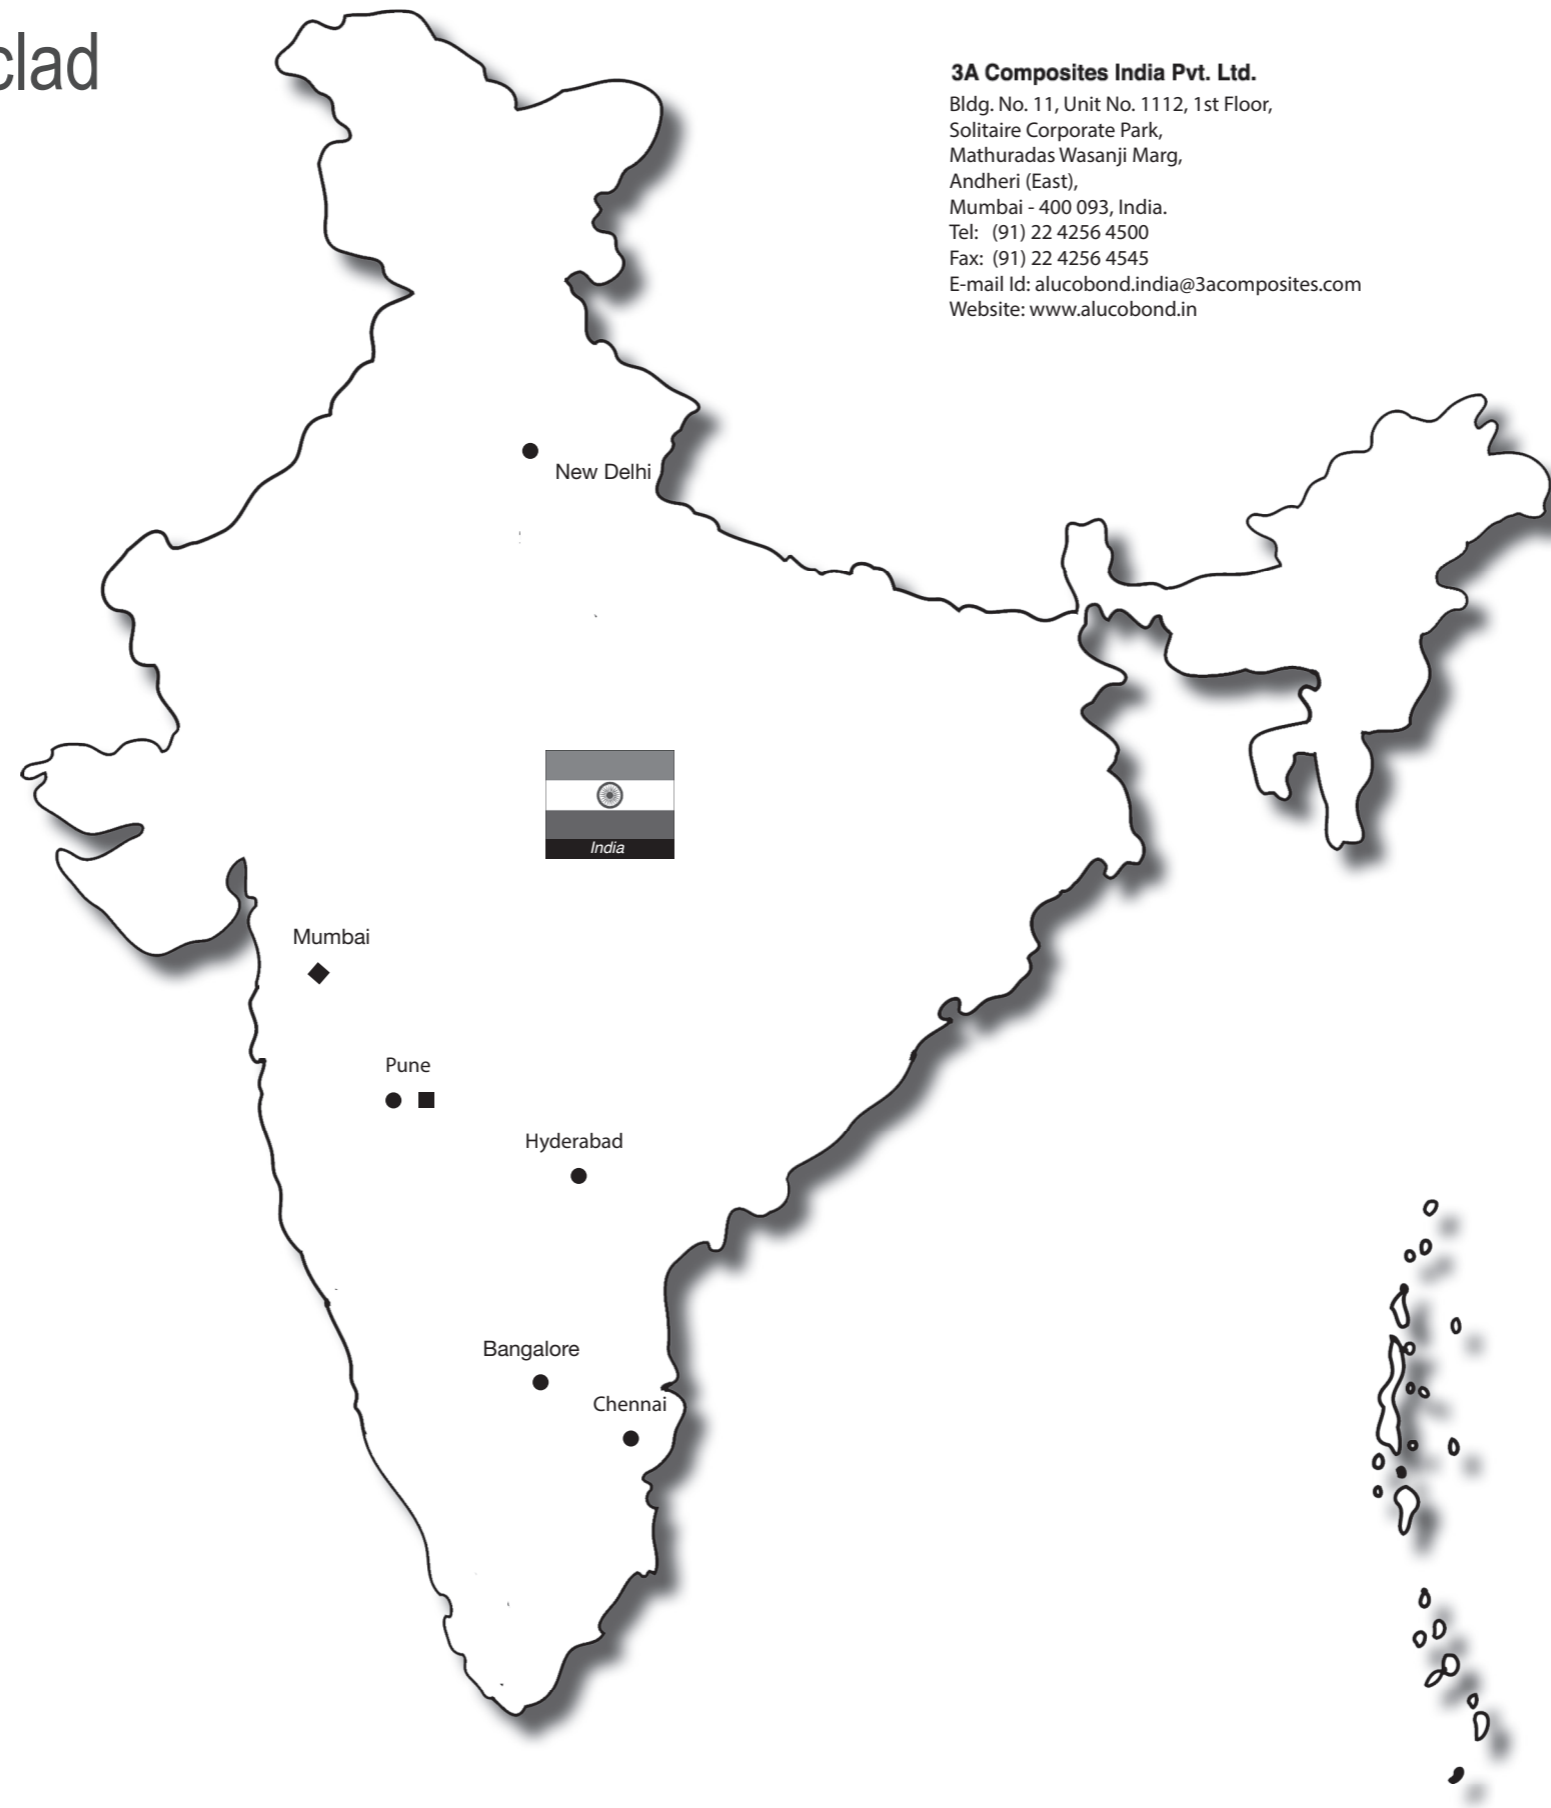 clad
3A Composites India Pvt. Ltd.
Bldg. No. 11, Unit No. 1112, 1st Floor,
Solitaire Corporate Park,
Mathuradas Wasanji Marg,
Andheri (East),
Mumbai - 400 093, India.
Tel: (91) 22 4256 4500
Fax: (91) 22 4256 4545
E-mail Id: alucobond.india@3acomposites.com
Website: www.alucobond.in
New Delhi
India
Mumbai
Pune
Hyderabad
Bangalore
Chennai